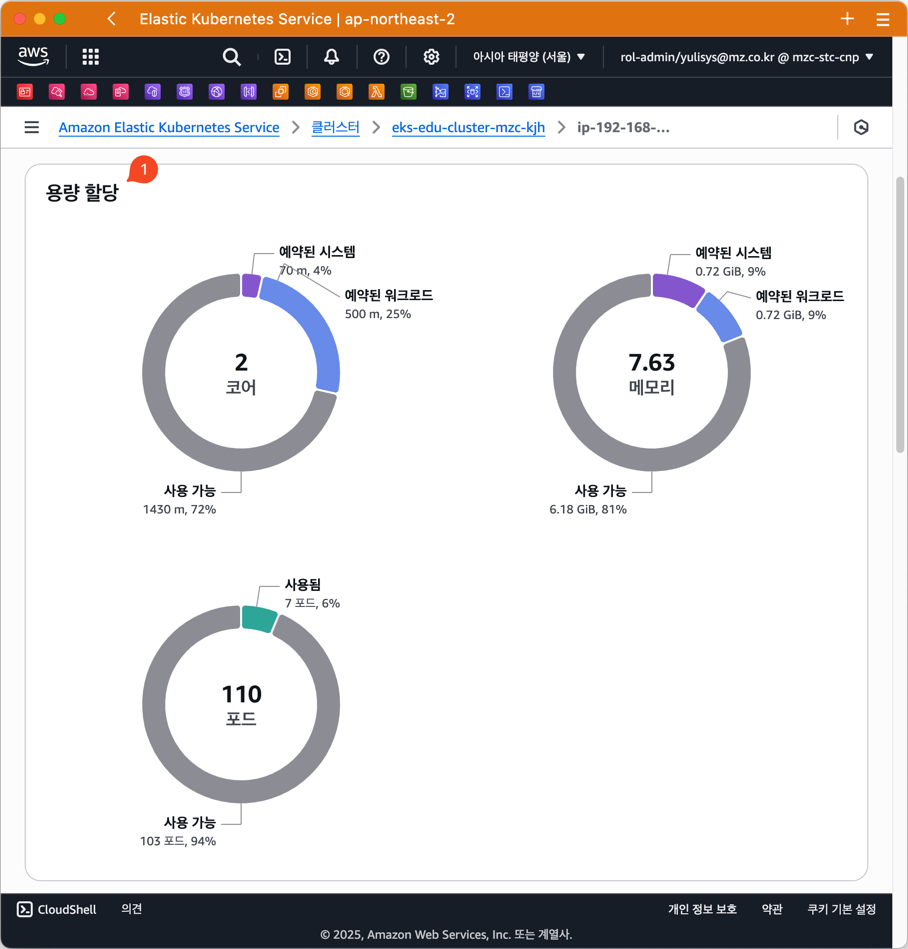 Elastic Kubernetes Service | ap-northeast-2
aws
아시아 태평양 (서울) ▼
rol-admin/yulisys@mz.co.kr @ mzc-stc-cnp ▼
Amazon Elastic Kubernetes Service > 클러스터 > eks-edu-cluster-mzc-kjh > ip-192-168-...
1
용량 할당
예약된 시스템
70 m, 4%
예약된 워크로드
500 m, 25%
2
코어
사용 가능
1430 m, 72%
예약된 시스템
0.72 GiB, 9%
예약된 워크로드
0.72 GiB, 9%
7.63
메모리
사용 가능
6.18 GiB, 81%
사용됨
7 포드, 6%
110
포드
사용 가능
103 포드, 94%
CloudShell
의견
개인 정보 보호
약관
쿠키 기본 설정
© 2025, Amazon Web Services, Inc. 또는 계열사.